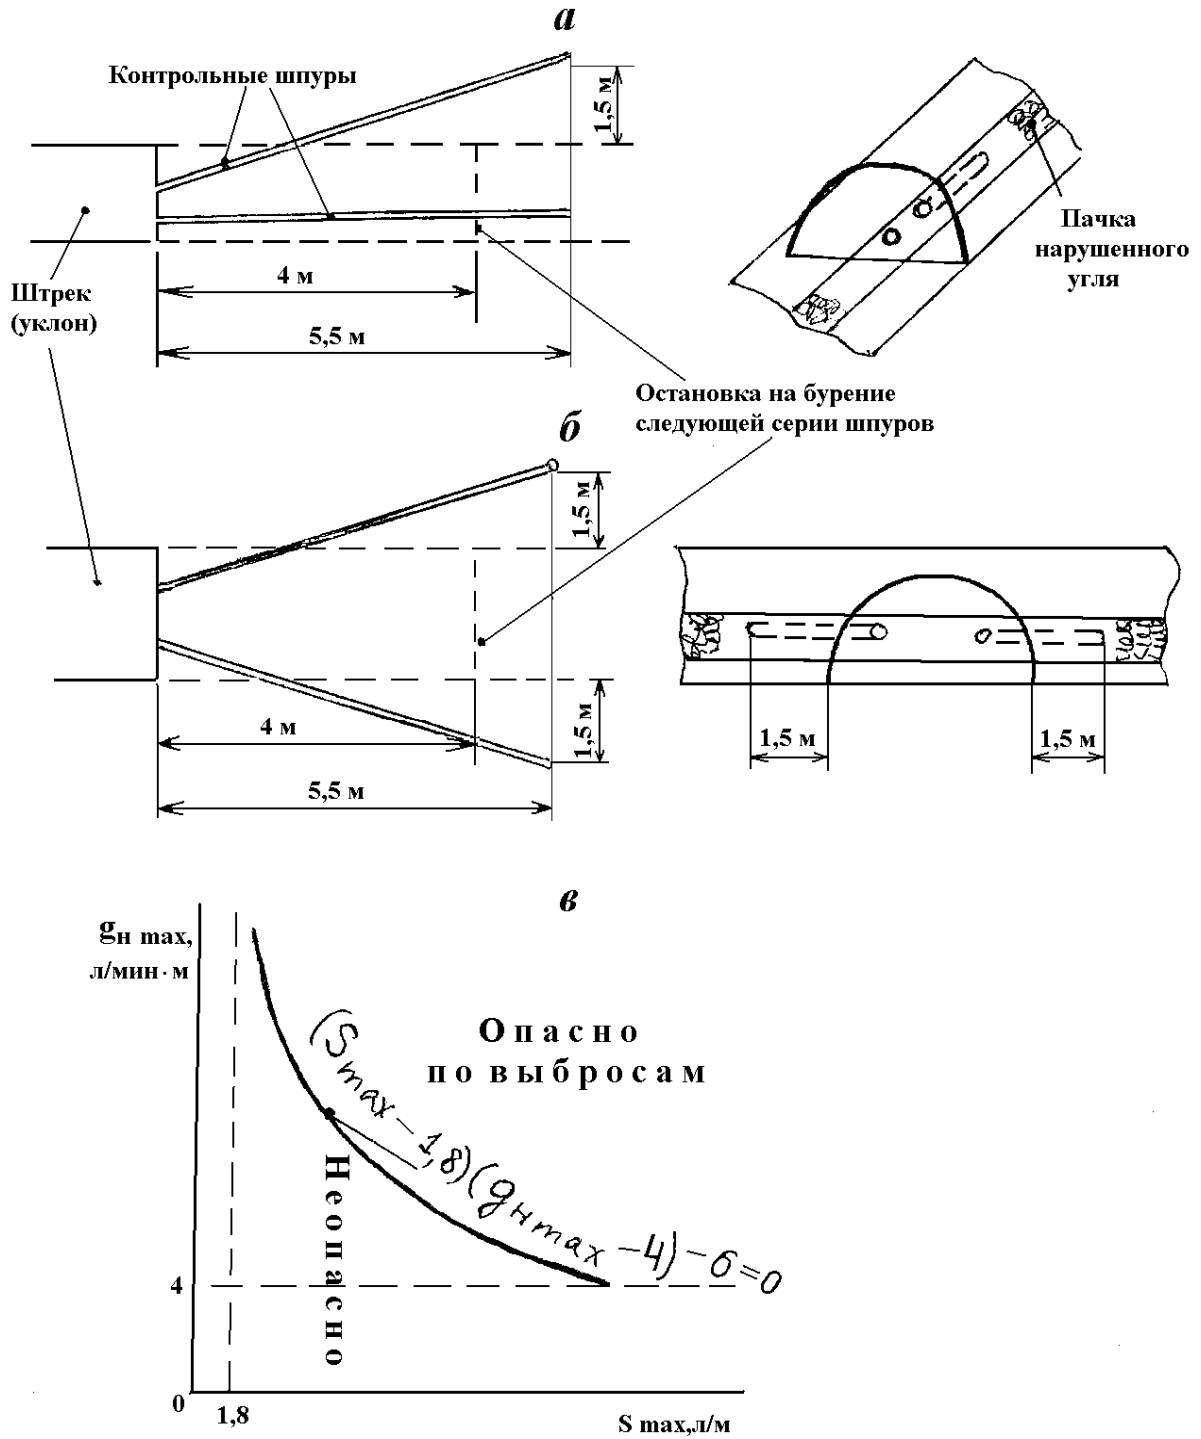 а
Контрольные шпуры
1,5 м
Пачка
нарушенного
угля
4 м
Штрек
(уклон)
5,5 м
Остановка на бурение
следующей серии шпуров
б
1,5 м
1,5 м
4 м
5,5 м
1,5 м
1,5 м
в
gн max,
л/мин·м
Опасно
по выбросам
(Smax-1,8)(gнmax-4)-6=0
Неопасно
4
0
1,8
S max,л/м